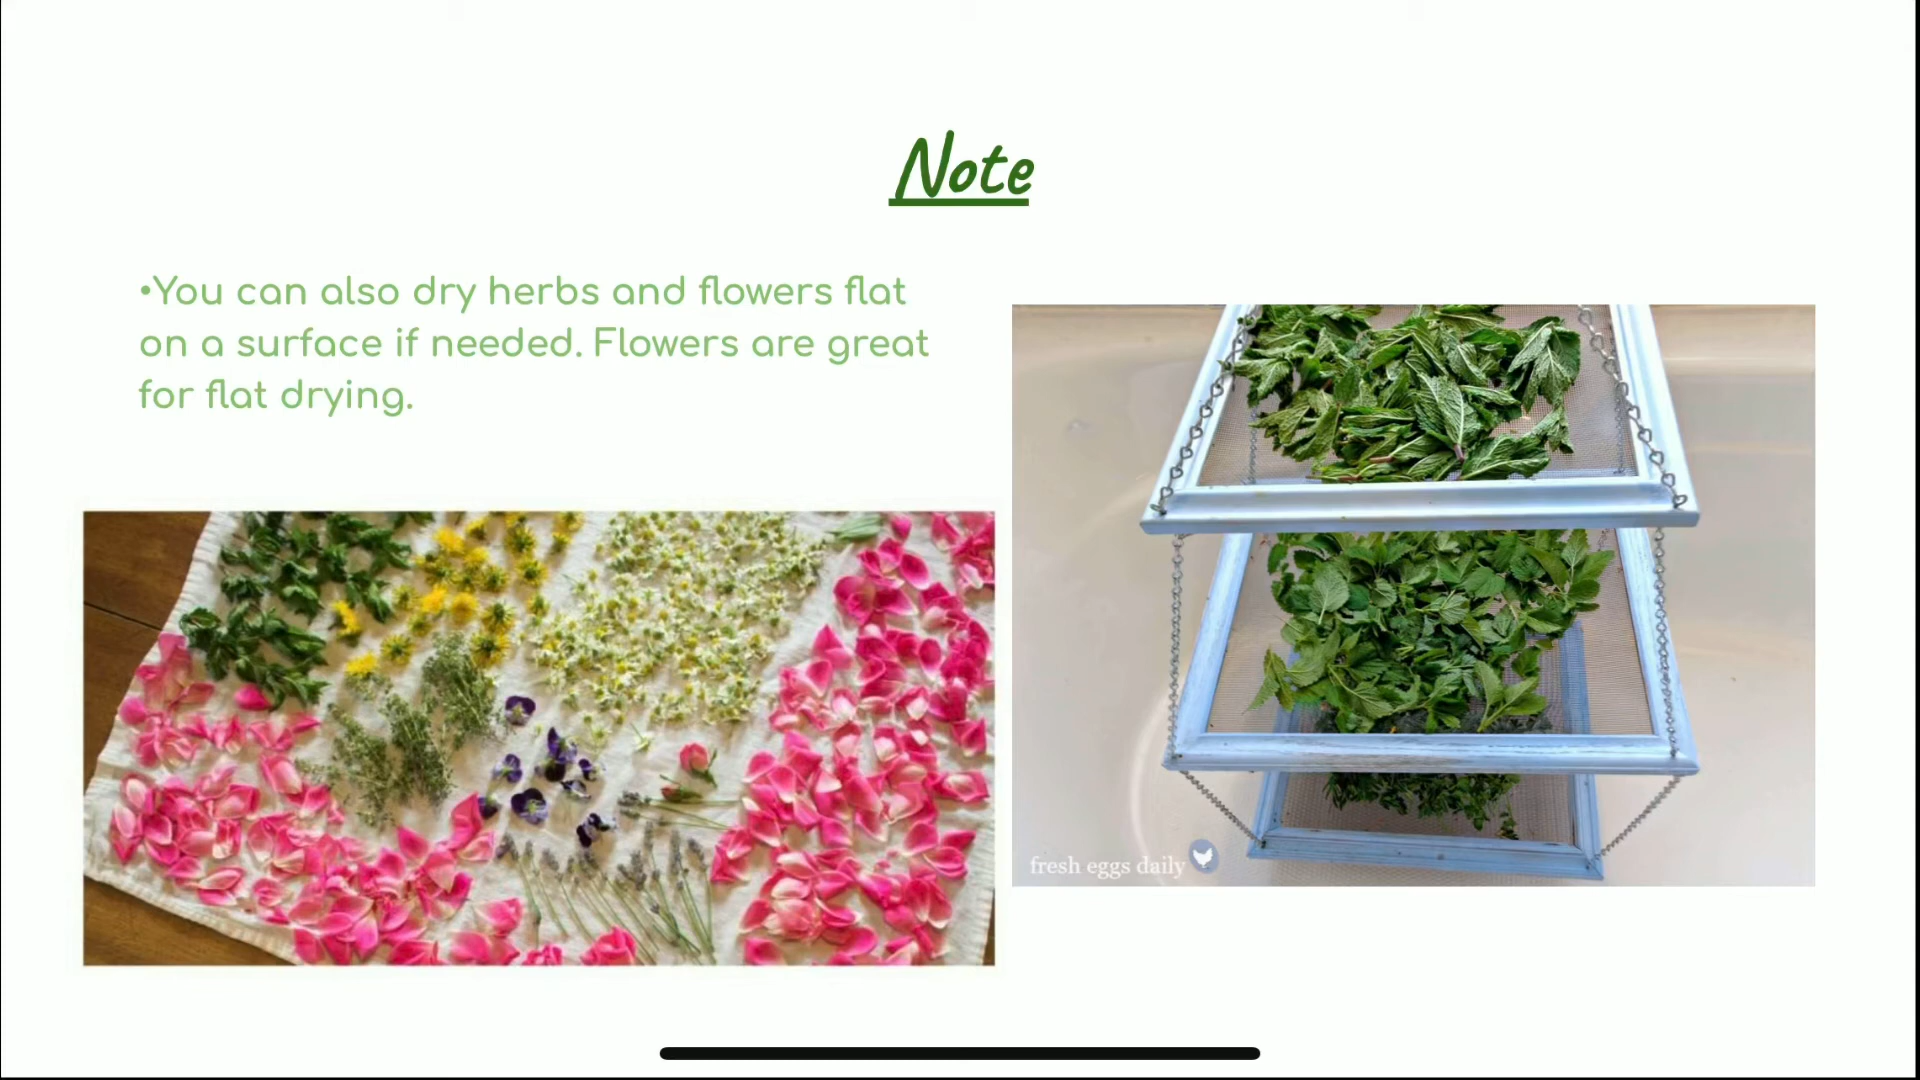 Note
•You can also dry herbs and flowers flat
on a surface if needed. Flowers are great
for flat drying.
fresh eggs daily